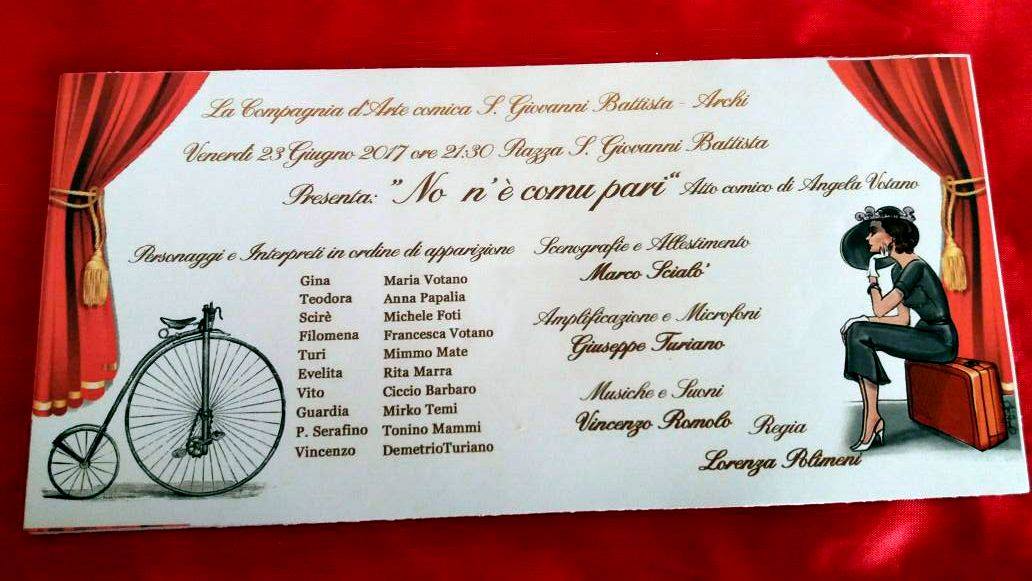 La Compagnia d'Arte comica S. Giovanni Battista - Archi
Venerdì 23 Giugno 2017 ore 21:30 Piazza S. Giovanni Battista
Presenta: "No n'è comu pari" Atto comico di Angela Votano
Personaggi e Interpreti in ordine di apparizione
Gina Maria Votano
Teodora Anna Papalia
Scirè Michele Foti
Filomena Francesca Votano
Turi Mimmo Mate
Evelita Rita Marra
Vito Ciccio Barbaro
Guardia Mirko Temi
P. Serafino Tonino Mammi
Vincenzo DemetrioTuriano
Scenografie e Allestimento
Marco Scialo'
Amplificazione e Microfoni
Giuseppe Turiano
Musiche e Suoni
Vincenzo Romolo
Regia
Lorenza Polimeni